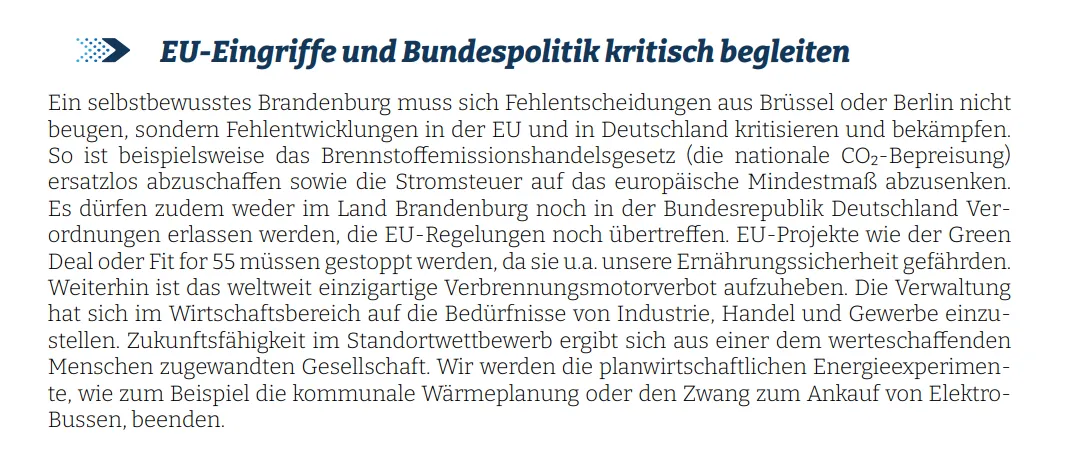 EU-Eingriffe und Bundespolitik kritisch begleiten
Ein selbstbewusstes Brandenburg muss sich Fehlentscheidungen aus Brüssel oder Berlin nicht
beugen, sondern Fehlentwicklungen in der EU und in Deutschland kritisieren und bekämpfen.
So ist beispielsweise das Brennstoffemissionshandelsgesetz (die nationale CO₂-Bepreisung)
ersatzlos abzuschaffen sowie die Stromsteuer auf das europäische Mindestmaß abzusenken.
Es dürfen zudem weder im Land Brandenburg noch in der Bundesrepublik Deutschland Ver-
ordnungen erlassen werden, die EU-Regelungen noch übertreffen. EU-Projekte wie der Green
Deal oder Fit for 55 müssen gestoppt werden, da sie u.a. unsere Ernährungssicherheit gefährden.
Weiterhin ist das weltweit einzigartige Verbrennungsmotorverbot aufzuheben. Die Verwaltung
hat sich im Wirtschaftsbereich auf die Bedürfnisse von Industrie, Handel und Gewerbe einzu-
stellen. Zukunftsfähigkeit im Standortwettbewerb ergibt sich aus einer dem werteschaffenden
Menschen zugewandten Gesellschaft. Wir werden die planwirtschaftlichen Energieexperimen-
te, wie zum Beispiel die kommunale Wärmeplanung oder den Zwang zum Ankauf von Elektro-
Bussen, beenden.